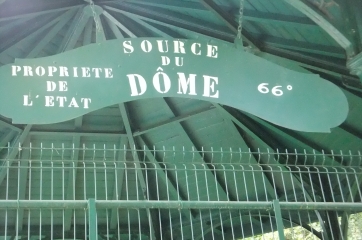 PROPRIETE
DE
L'ETAT
SOURCE
DU
DÔME
66°